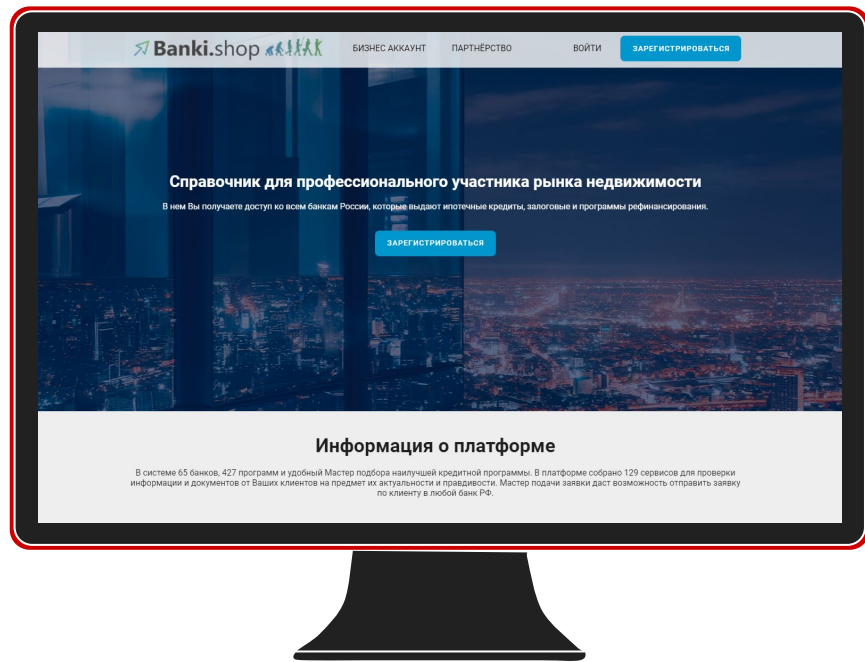 Banki.shop
БИЗНЕС АККАУНТ
ПАРТНЁРСТВО
ВОЙТИ
ЗАРЕГИСТРИРОВАТЬСЯ
Справочник для профессионального участника рынка недвижимости
В нем Вы получаете доступ ко всем банкам России, которые выдают ипотечные кредиты, залоговые и программы рефинансирования.
ЗАРЕГИСТРИРОВАТЬСЯ
Информация о платформе
В системе 65 банков, 427 программ и удобный Мастер подбора наилучшей кредитной программы. В платформе собрано 129 сервисов для проверки
информации и документов от Ваших клиентов на предмет их актуальности и правдивости. Мастер подачи заявки даст возможность отправить заявку
по клиенту в любой банк РФ.